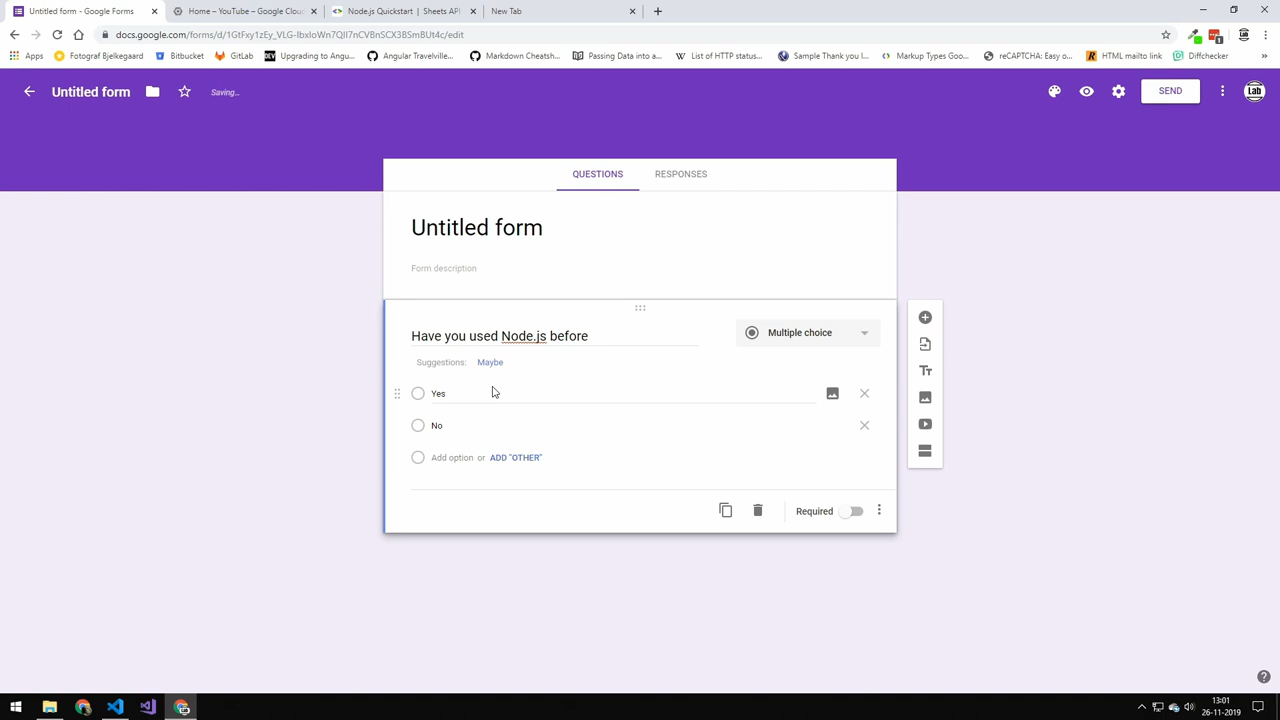 Untitled form - Google Forms
Home – YouTube – Google Cloud
Node.js Quickstart | Sheets API
New Tab
docs.google.com/forms/d/1GtFxy1zEy_VLG-IbxIoWn7QlI7nCVBnSCX3BSmBUt4c/edit
Apps
Fotograf Bjelkegaard
Bitbucket
GitLab
Upgrading to Angu...
Angular Travelville...
Markdown Cheatsh...
Passing Data into a...
List of HTTP status...
Sample Thank you l...
Markup Types Goo...
reCAPTCHA: Easy o...
HTML mailto link
Diffchecker
Untitled form
Saving...
SEND
Lab
QUESTIONS
RESPONSES
Untitled form
Form description
Have you used Node.js before
Multiple choice
Suggestions: Maybe
Yes
No
Add option or ADD "OTHER"
Required
13:01
26-11-2019